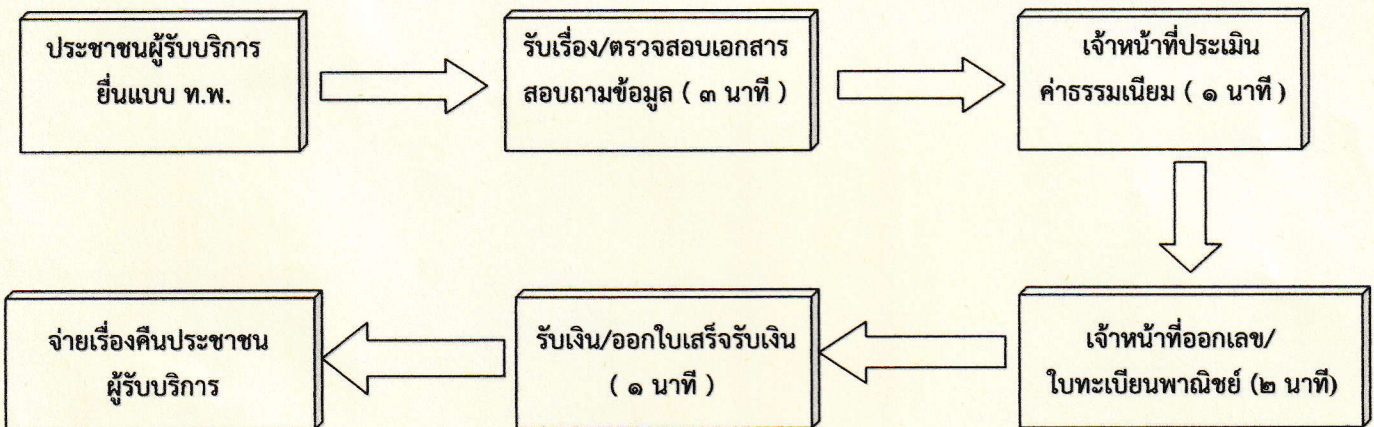 ประชาชนผู้รับบริการ
ยื่นแบบ ท.พ.
รับเรื่อง/ตรวจสอบเอกสาร
สอบถามข้อมูล ( ๓ นาที )
เจ้าหน้าที่ประเมิน
ค่าธรรมเนียม ( ๑ นาที )
เจ้าหน้าที่ออกเลข/
ใบทะเบียนพาณิชย์ (๒ นาที)
รับเงิน/ออกใบเสร็จรับเงิน
( ๑ นาที )
จ่ายเรื่องคืนประชาชน
ผู้รับบริการ